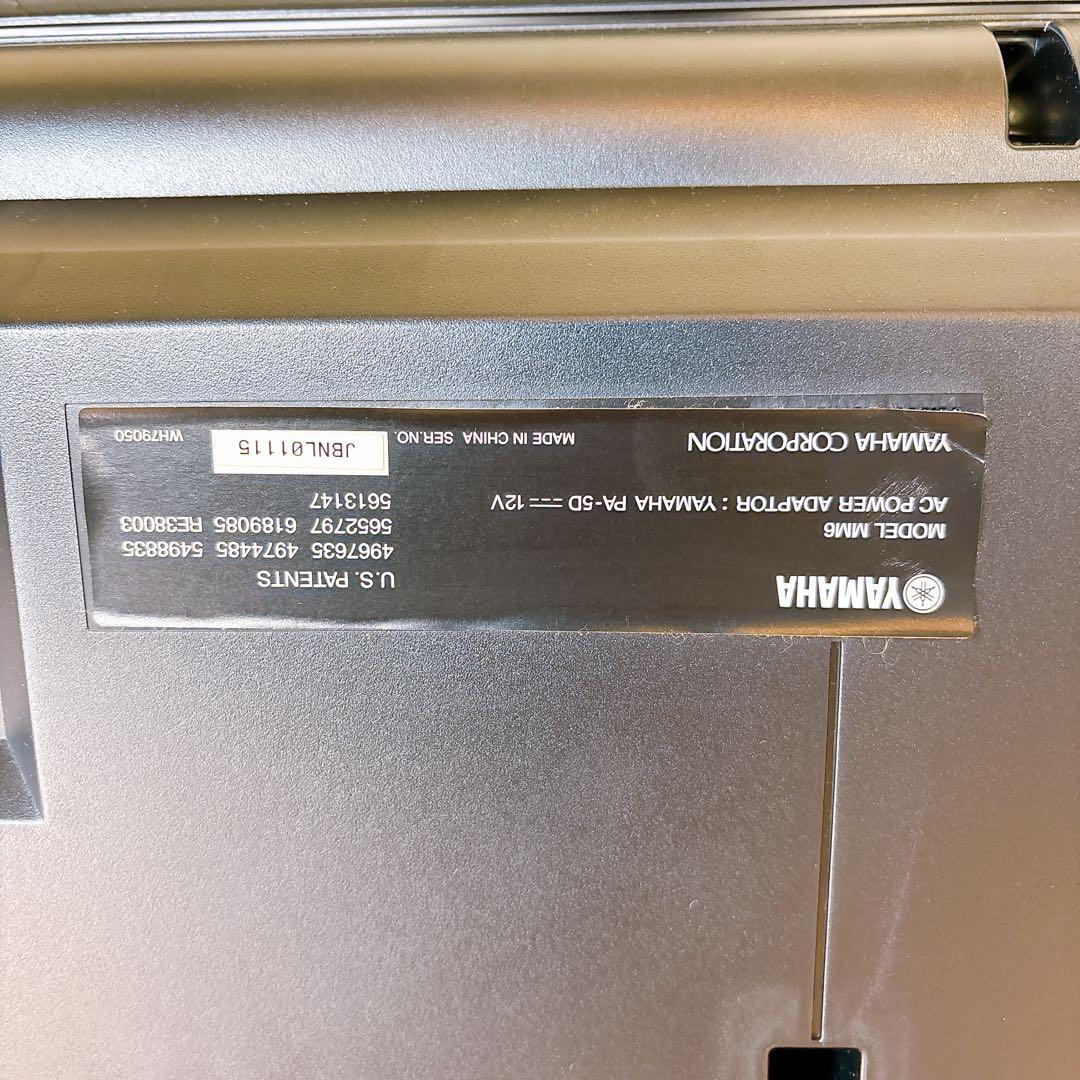 YAMAHA
MODEL MM6
AC POWER ADAPTOR : YAMAHA PA-5D ⎓ 12V
YAMAHA CORPORATION
MADE IN CHINA SER.NO.
JBNL01115
WH79050
U.S. PATENTS
4967635 4974485 5498835
5652797 6189085 RE38003
5613147